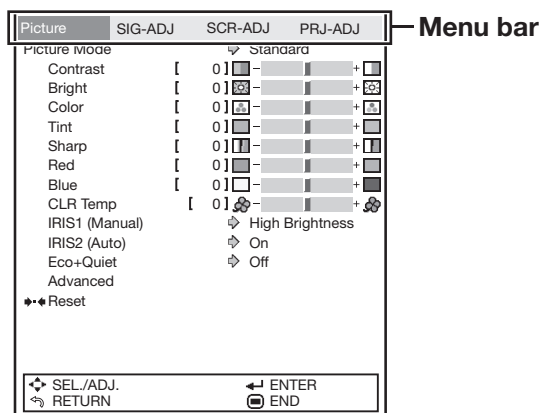 Picture SIG-ADJ SCR-ADJ PRJ-ADJ Menu bar
Picture Mode Standard
Contrast [ 0 ] - +
Bright [ 0 ] - +
Color [ 0 ] - +
Tint [ 0 ] - +
Sharp [ 0 ] - +
Red [ 0 ] - +
Blue [ 0 ] - +
CLR Temp [ 0 ] - +
IRIS1 (Manual) High Brightness
IRIS2 (Auto) On
Eco+Quiet Off
Advanced
Reset
SEL./ADJ. ENTER
RETURN END